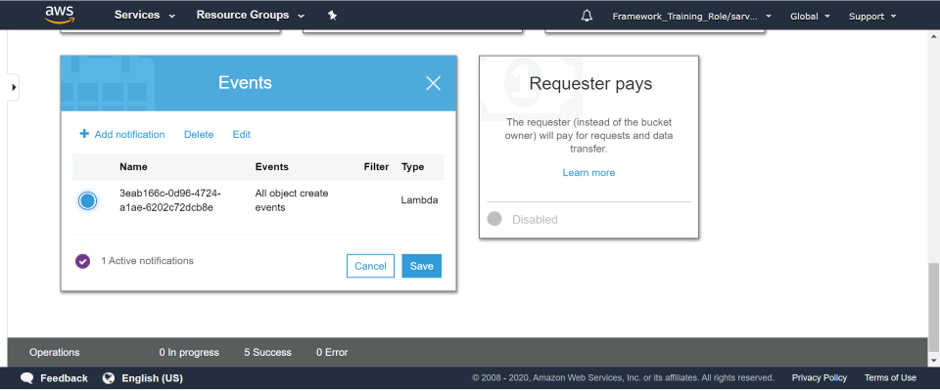 aws Services Resource Groups Framework_Training_Role/sarv... Global Support
Events
Requester pays
The requester (instead of the bucket
owner) will pay for requests and data
transfer.
Learn more
Disabled
Add notification Delete Edit
Name Events Filter Type
3eab166c-0d96-4724-
a1ae-6202c72dcb8e
All object create
events
Lambda
1 Active notifications
Cancel Save
Operations 0 In progress 5 Success 0 Error
Feedback English (US) © 2008 - 2020, Amazon Web Services, Inc. or its affiliates. All rights reserved. Privacy Policy Terms of Use